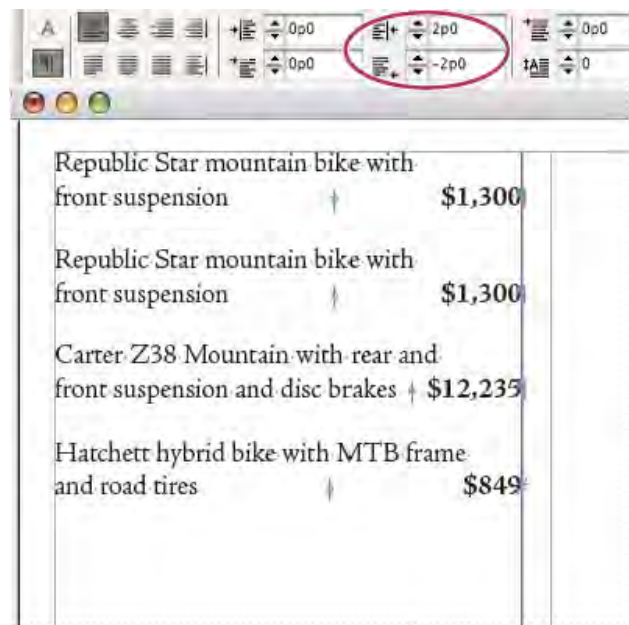 A 0p0 2p0 0p0
¶ 0p0 -2p0 A 0
Republic Star mountain bike with
front suspension $1,300
Republic Star mountain bike with
front suspension $1,300
Carter Z38 Mountain with rear and
front suspension and disc brakes $12,235
Hatchett hybrid bike with MTB frame
and road tires $849